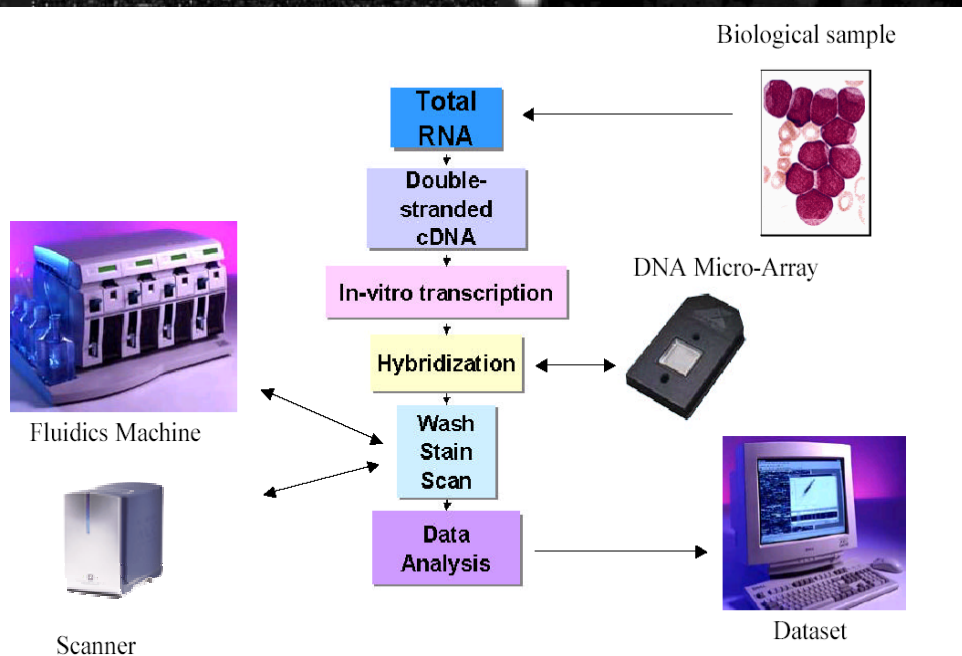 Biological sample
Total
RNA
Double-
stranded
cDNA
DNA Micro-Array
In-vitro transcription
Hybridization
Fluidics Machine
Wash
Stain
Scan
Data
Analysis
Dataset
Scanner